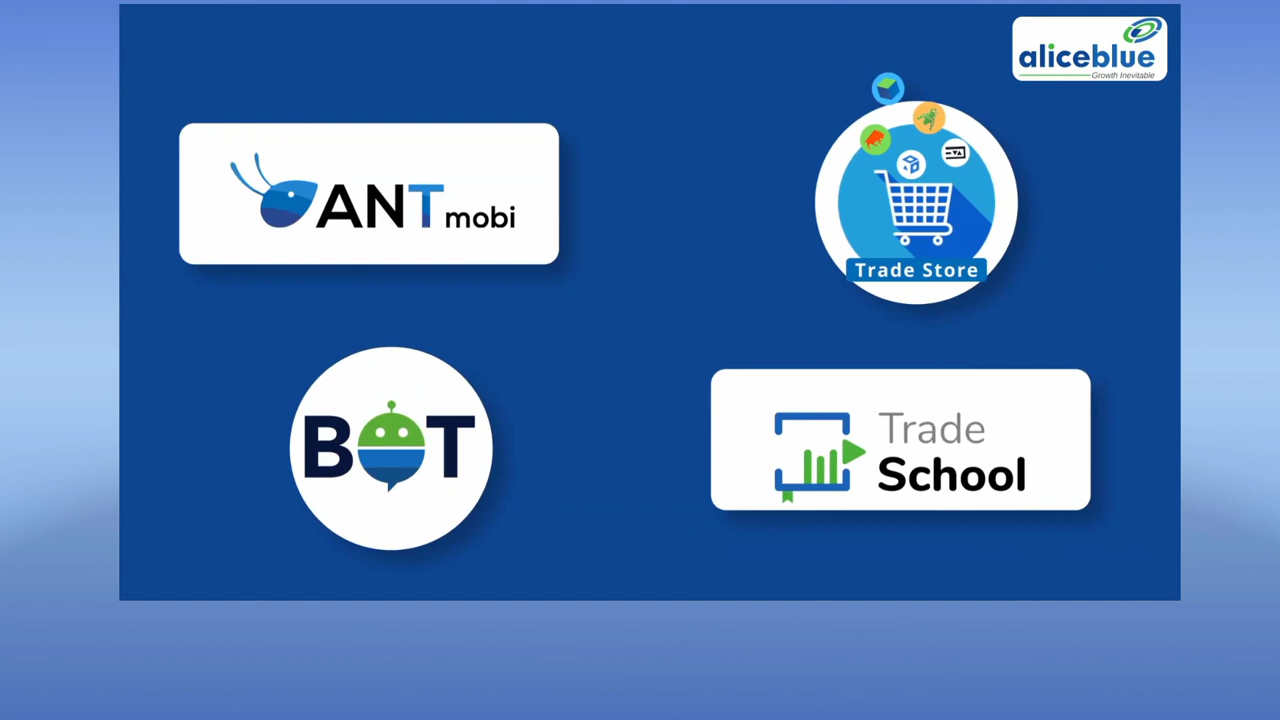 aliceblue
Growth Inevitable
ANT mobi
Trade Store
BOT
Trade
School